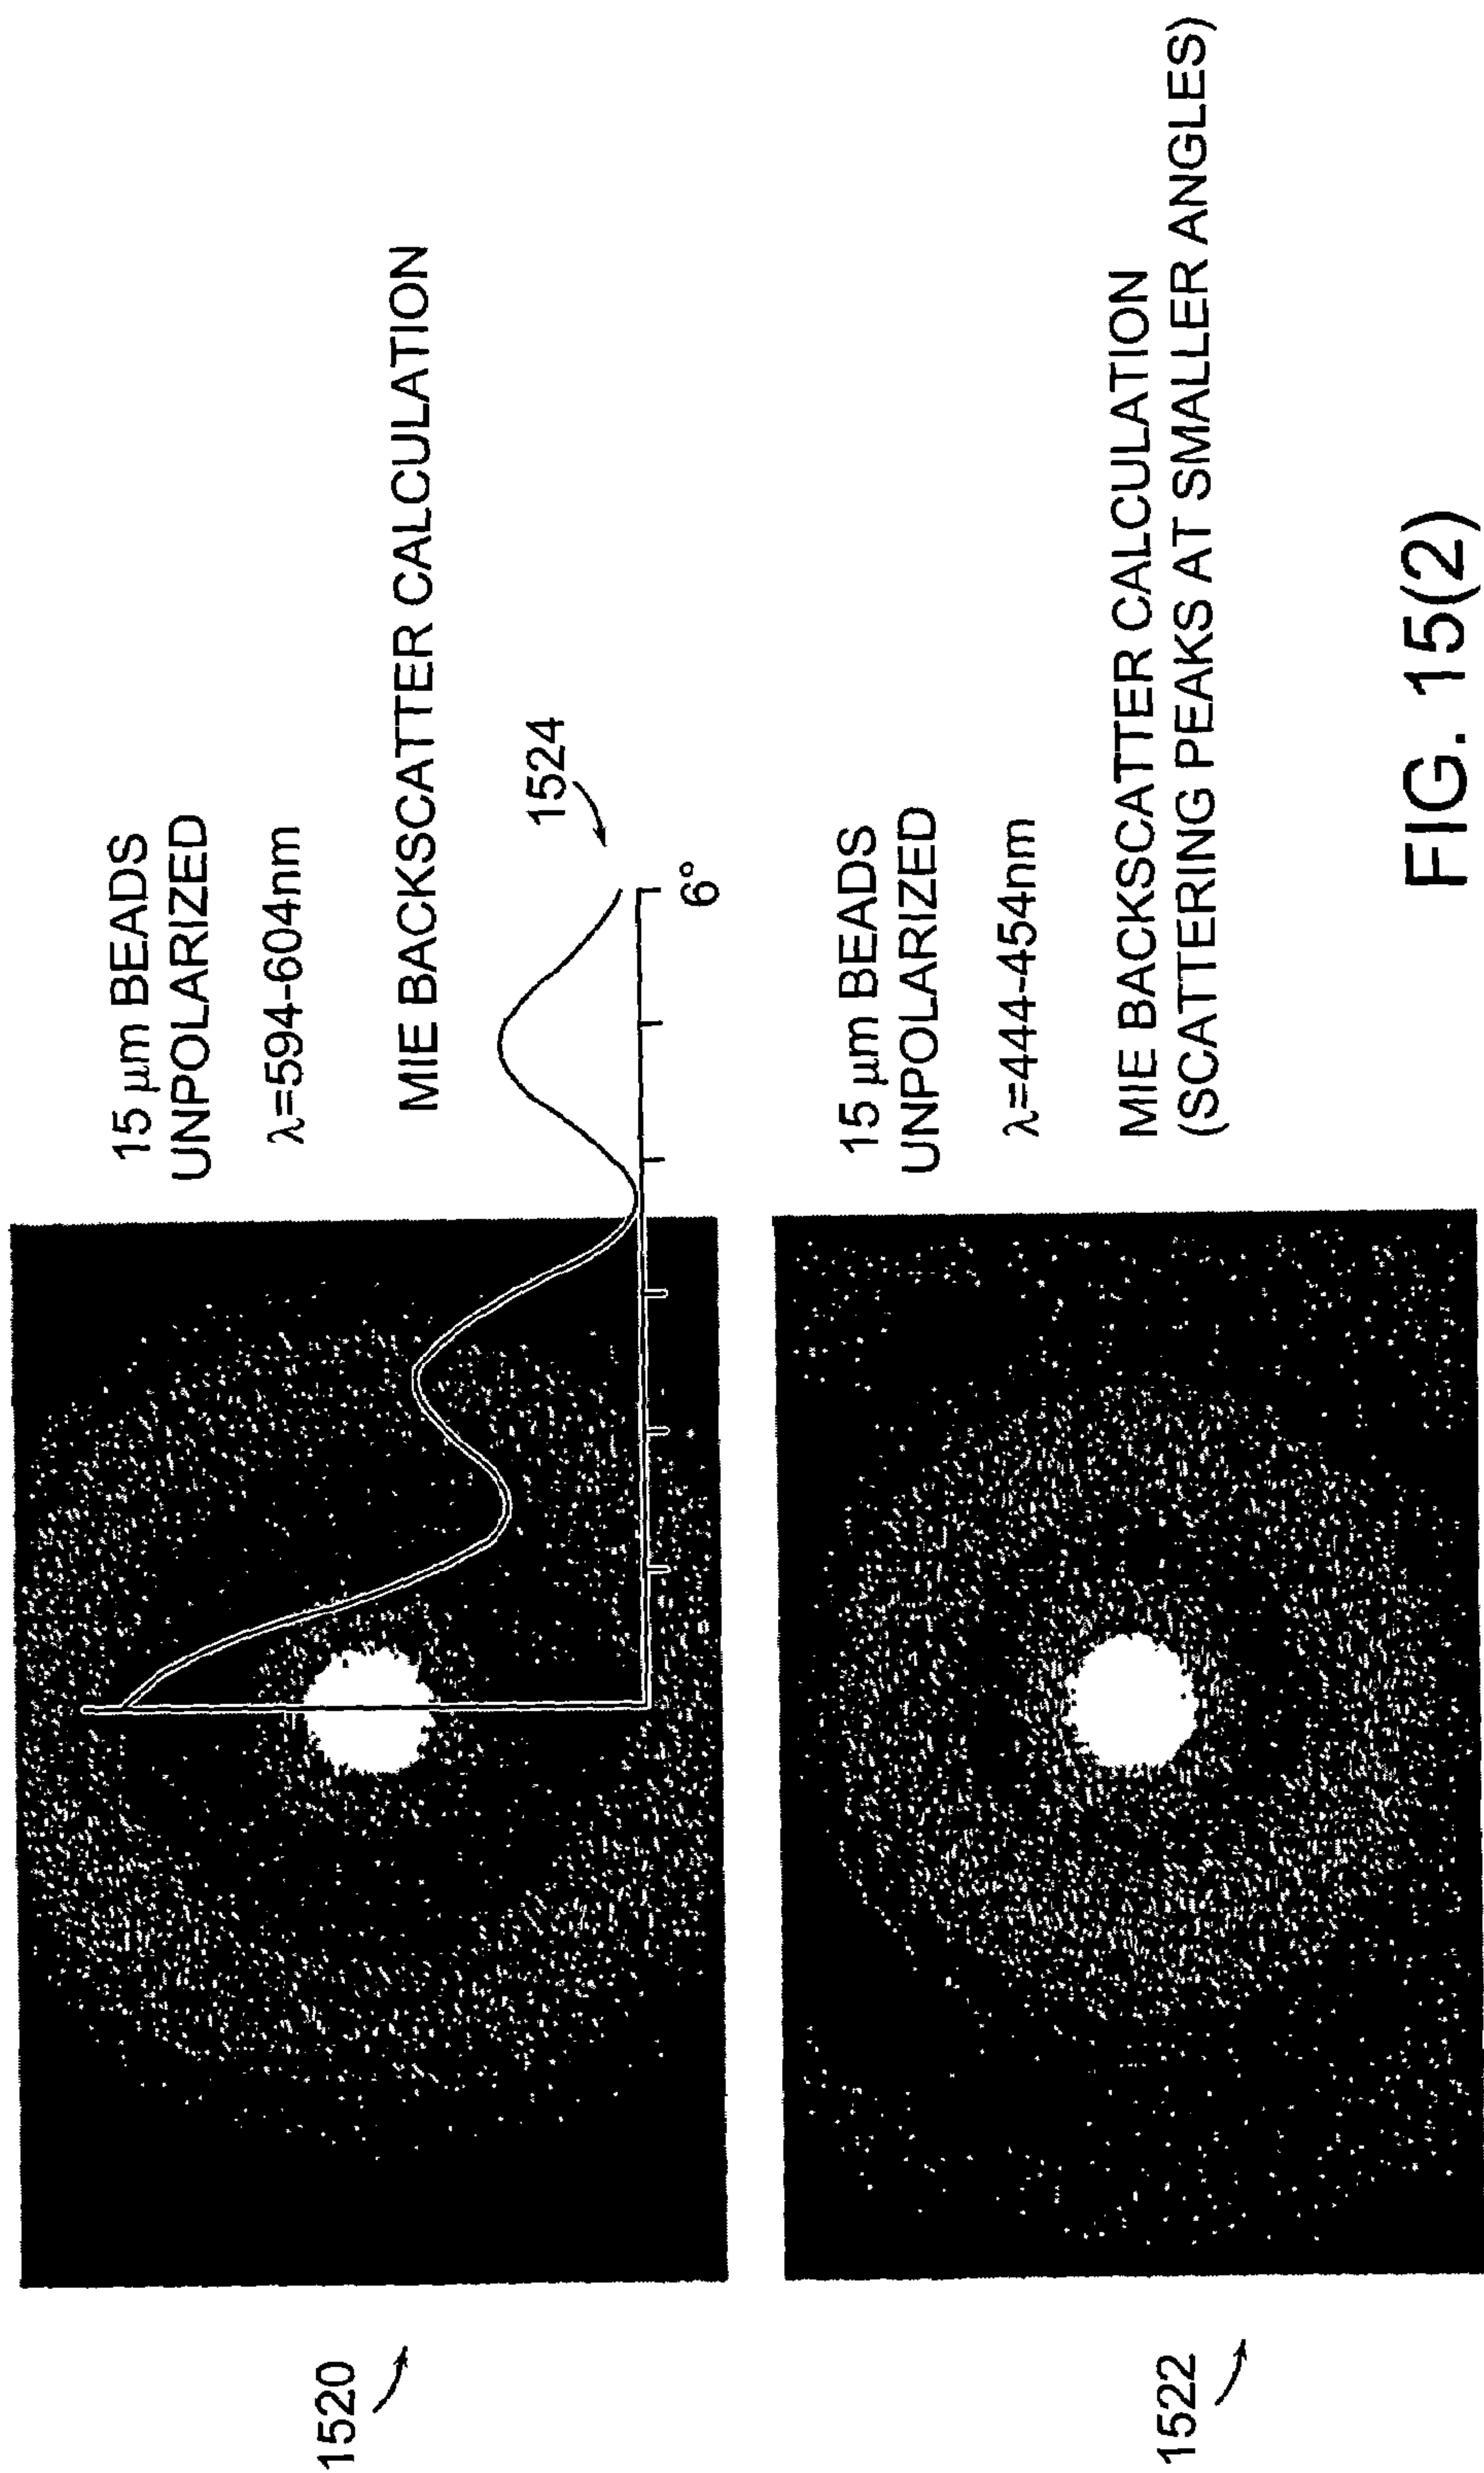 1520
15 μm BEADS
UNPOLARIZED
λ=594-604nm
MIE BACKSCATTER CALCULATION
1524
6°
1522
15 μm BEADS
UNPOLARIZED
λ=444-454nm
MIE BACKSCATTER CALCULATION
(SCATTERING PEAKS AT SMALLER ANGLES)
FIG. 15(2)